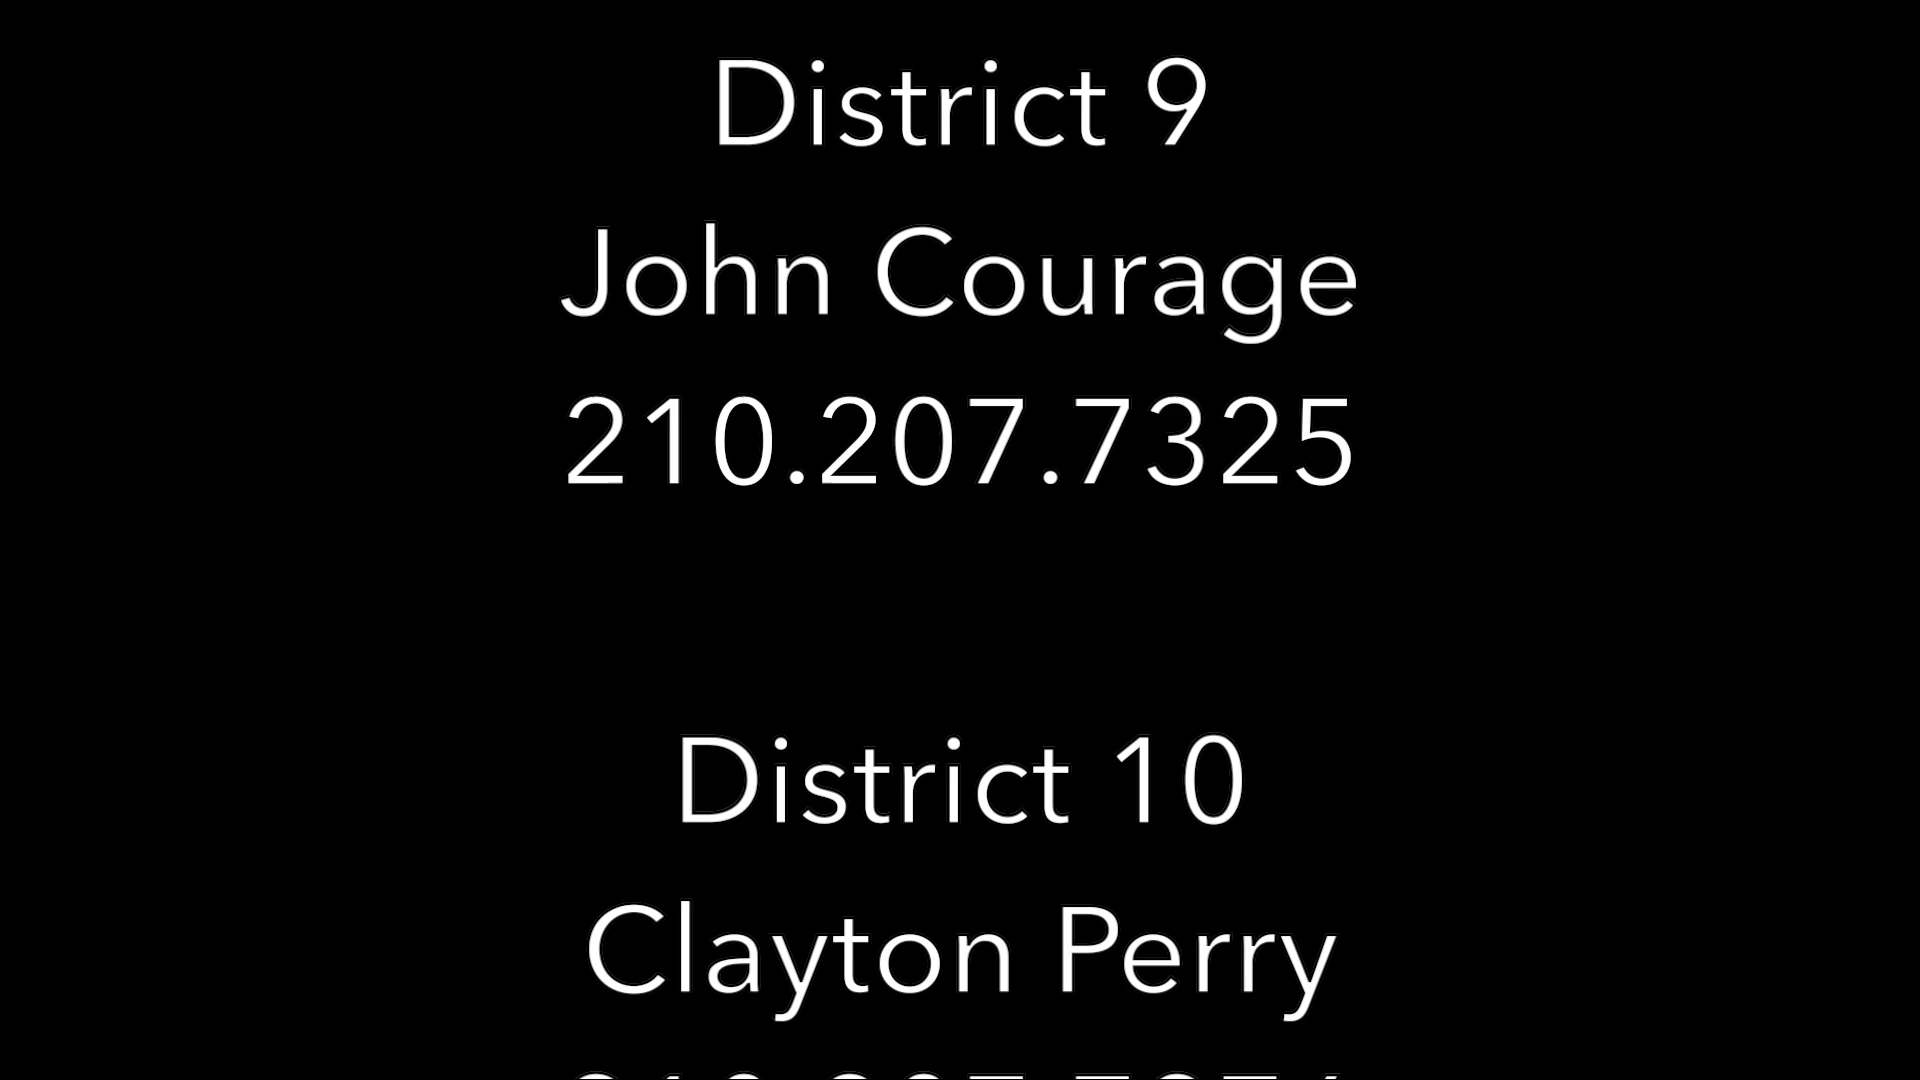 District 9
John Courage
210.207.7325
District 10
Clayton Perry